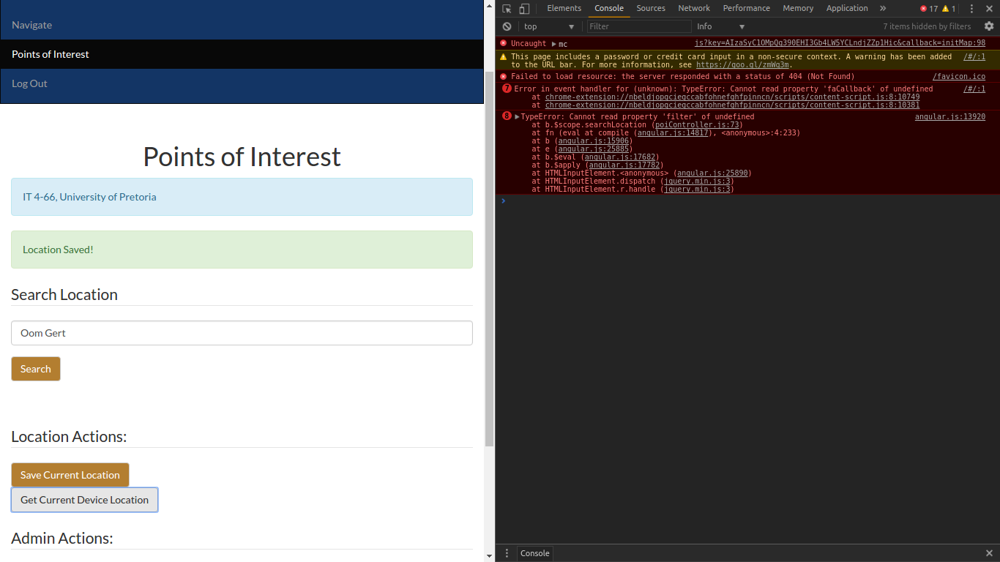 Navigate
Points of Interest
Log Out
Points of Interest
IT 4-66, University of Pretoria
Location Saved!
Search Location
Oom Gert
Search
Location Actions:
Save Current Location
Get Current Device Location
Admin Actions:
Elements Console Sources Network Performance Memory Application » 17 1
top Filter Info 7 items hidden by filters
Uncaught ▶mc js?key=AIzaSyC1OMpQq390EHI3Gb4LW5YCLndjZZp1Hic&callback=initMap:98
This page includes a password or credit card input in a non-secure context. A warning has been added /#/:1
to the URL bar. For more information, see https://goo.gl/zmWq3m.
Failed to load resource: the server responded with a status of 404 (Not Found) /favicon.ico
7 Error in event handler for (unknown): TypeError: Cannot read property 'faCallback' of undefined /#/:1
at chrome-extension://nbeldjopgcieqccabfohnefghfpinncn/scripts/content-script.js:8:10749
at chrome-extension://nbeldjopgcieqccabfohnefghfpinncn/scripts/content-script.js:8:10381
8 ▶TypeError: Cannot read property 'filter' of undefined angular.js:13920
at b.$scope.searchLocation (poiController.js:73)
at fn (eval at compile (angular.js:14817), <anonymous>:4:233)
at b (angular.js:15906)
at e (angular.js:25885)
at b.$eval (angular.js:17682)
at b.$apply (angular.js:17782)
at HTMLInputElement.<anonymous> (angular.js:25890)
at HTMLInputElement.dispatch (jquery.min.js:3)
at HTMLInputElement.r.handle (jquery.min.js:3)
Console